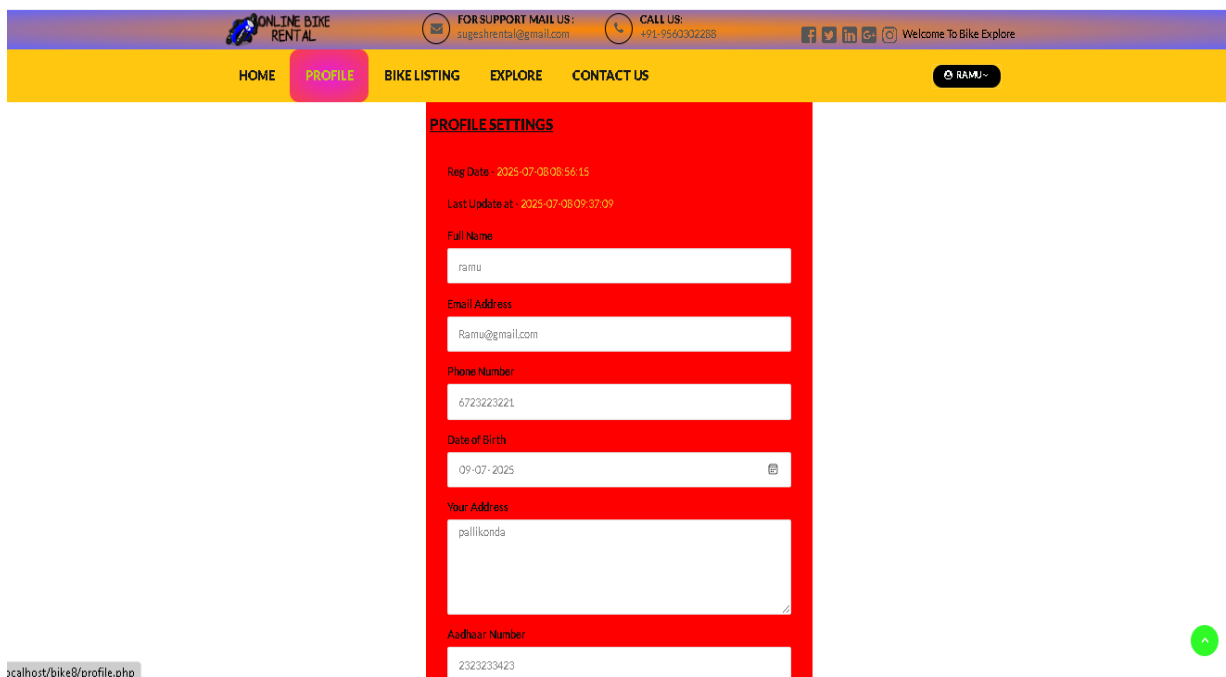 ONLINE BIKE
RENTAL
FOR SUPPORT MAIL US :
sugeshrental@gmail.com
CALL US:
+91-9560302288
Welcome To Bike Explore
HOME PROFILE BIKE LISTING EXPLORE CONTACT US
RAMU
PROFILE SETTINGS
Reg Date - 2025-07-08 08:56:15
Last Update at - 2025-07-08 09:37:09
Full Name
ramu
Email Address
Ramu@gmail.com
Phone Number
6723223221
Date of Birth
09-07-2025
Your Address
pallikonda
Aadhaar Number
2323233423
ocalhost/bike8/profile.php